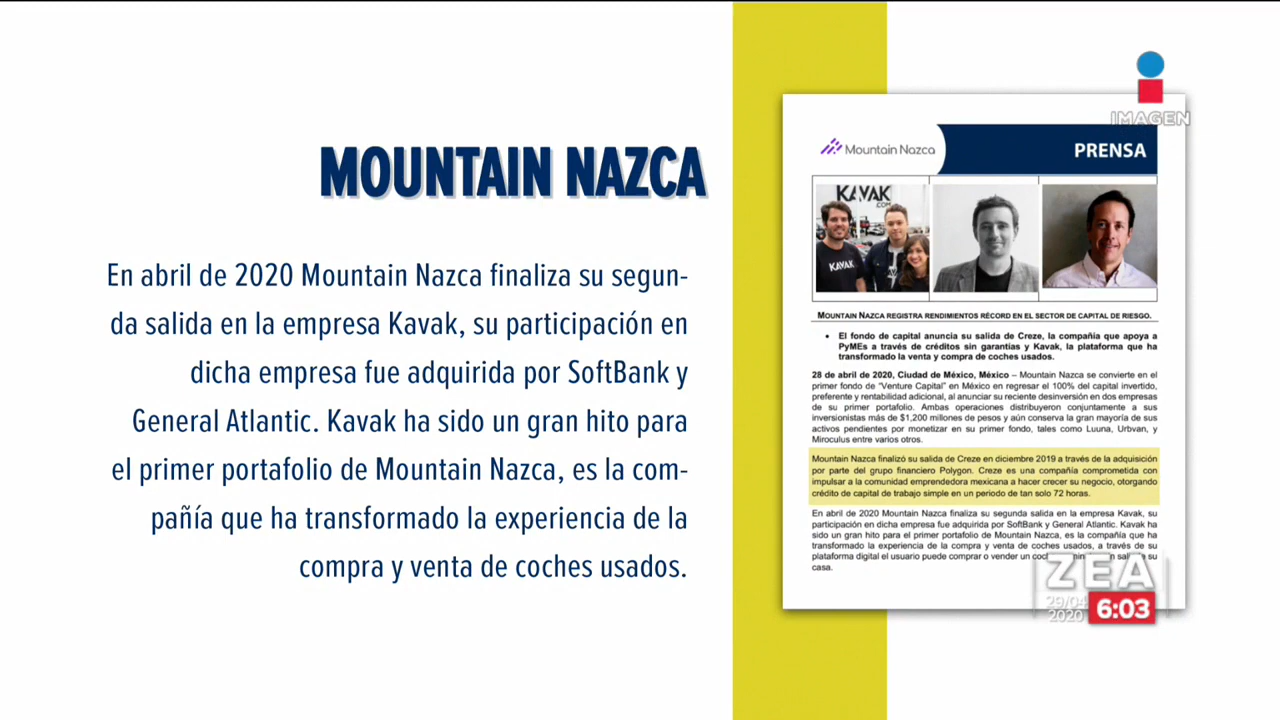 MOUNTAIN NAZCA
En abril de 2020 Mountain Nazca finaliza su segun-
da salida en la empresa Kavak, su participación en
dicha empresa fue adquirida por SoftBank y
General Atlantic. Kavak ha sido un gran hito para
el primer portafolio de Mountain Nazca, es la com-
pañía que ha transformado la experiencia de la
compra y venta de coches usados.
IMAGEN
Mountain Nazca
PRENSA
KAVAK
.COM
KAVAK
MOUNTAIN NAZCA REGISTRA RENDIMIENTOS RÉCORD EN EL SECTOR DE CAPITAL DE RIESGO.
• El fondo de capital anuncia su salida de Creze, la compañía que apoya a
PyMEs a través de créditos sin garantías y Kavak, la plataforma que ha
transformado la venta y compra de coches usados.
28 de abril de 2020, Ciudad de México, México – Mountain Nazca se convierte en el
primer fondo de “Venture Capital” en México en regresar el 100% del capital invertido,
preferente y rentabilidad adicional, al anunciar su reciente desinversión en dos empresas
de su primer portafolio. Ambas operaciones distribuyeron conjuntamente a sus
inversionistas más de $1,200 millones de pesos y aún conserva la gran mayoría de sus
activos pendientes por monetizar en su primer fondo, tales como Luuna, Urbvan, y
Miroculus entre varios otros.
Mountain Nazca finalizó su salida de Creze en diciembre 2019 a través de la adquisición
por parte del grupo financiero Polygon. Creze es una compañía comprometida con
impulsar a la comunidad emprendedora mexicana a hacer crecer su negocio, otorgando
crédito de capital de trabajo simple en un periodo de tan solo 72 horas.
En abril de 2020 Mountain Nazca finaliza su segunda salida en la empresa Kavak, su
participación en dicha empresa fue adquirida por SoftBank y General Atlantic. Kavak ha
sido un gran hito para el primer portafolio de Mountain Nazca, es la compañía que ha
transformado la experiencia de la compra y venta de coches usados, a través de su
plataforma digital el usuario puede comprar o vender un su
casa.
ZEA
29/04
2020
6:03